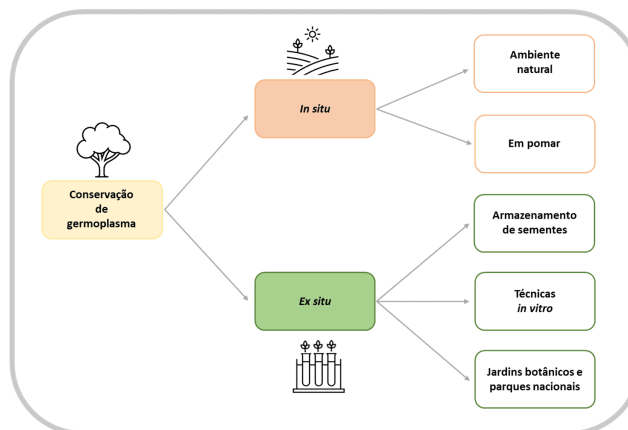 Conservação
de
germoplasma
In situ
Ex situ
Ambiente
natural
Em pomar
Armazenamento
de sementes
Técnicas
in vitro
Jardins botânicos e
parques nacionais